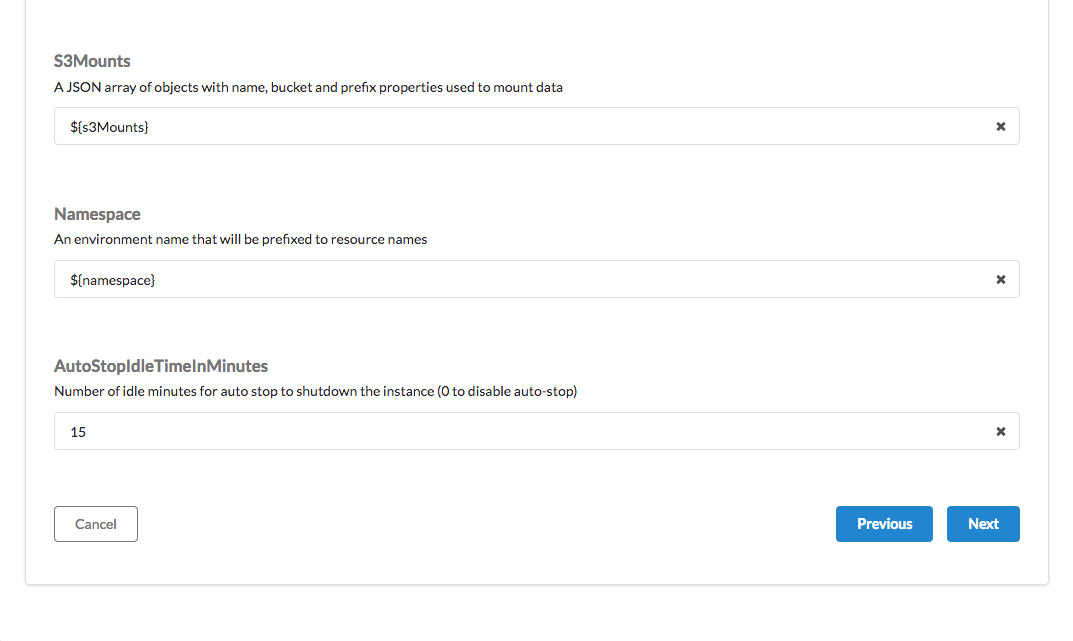 S3Mounts
A JSON array of objects with name, bucket and prefix properties used to mount data
${s3Mounts}
Namespace
An environment name that will be prefixed to resource names
${namespace}
AutoStopIdleTimeInMinutes
Number of idle minutes for auto stop to shutdown the instance (0 to disable auto-stop)
15
Cancel
Previous
Next